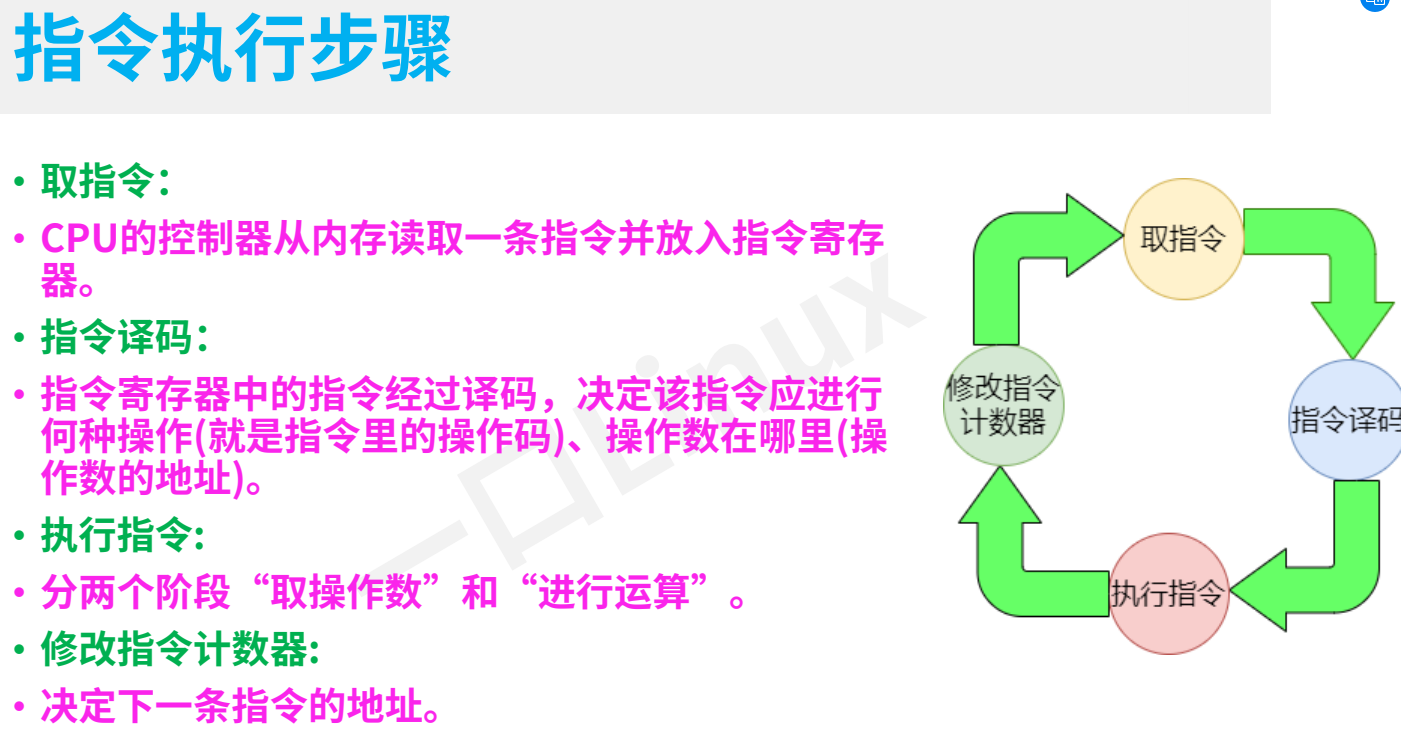 指令执行步骤
• 取指令：
• CPU的控制器从内存读取一条指令并放入指令寄存
器。
• 指令译码：
• 指令寄存器中的指令经过译码，决定该指令应进行
何种操作(就是指令里的操作码)、操作数在哪里(操
作数的地址)。
• 执行指令:
• 分两个阶段“取操作数”和“进行运算”。
• 修改指令计数器:
• 决定下一条指令的地址。
取指令
指令译码
执行指令
修改指令
计数器
一口Linux